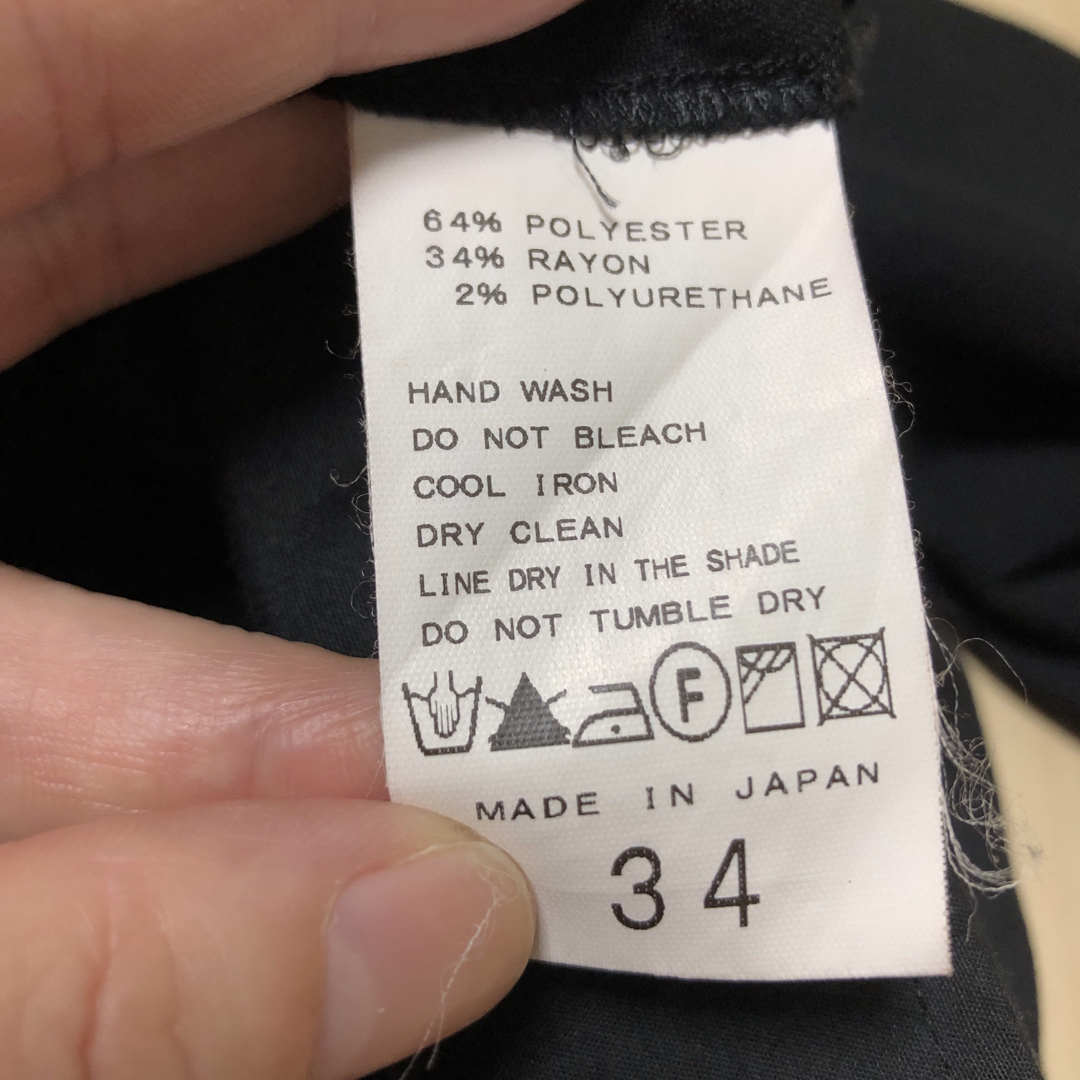 64% POLYESTER
34% RAYON
2% POLYURETHANE
HAND WASH
DO NOT BLEACH
COOL IRON
DRY CLEAN
LINE DRY IN THE SHADE
DO NOT TUMBLE DRY
F
MADE IN JAPAN
34